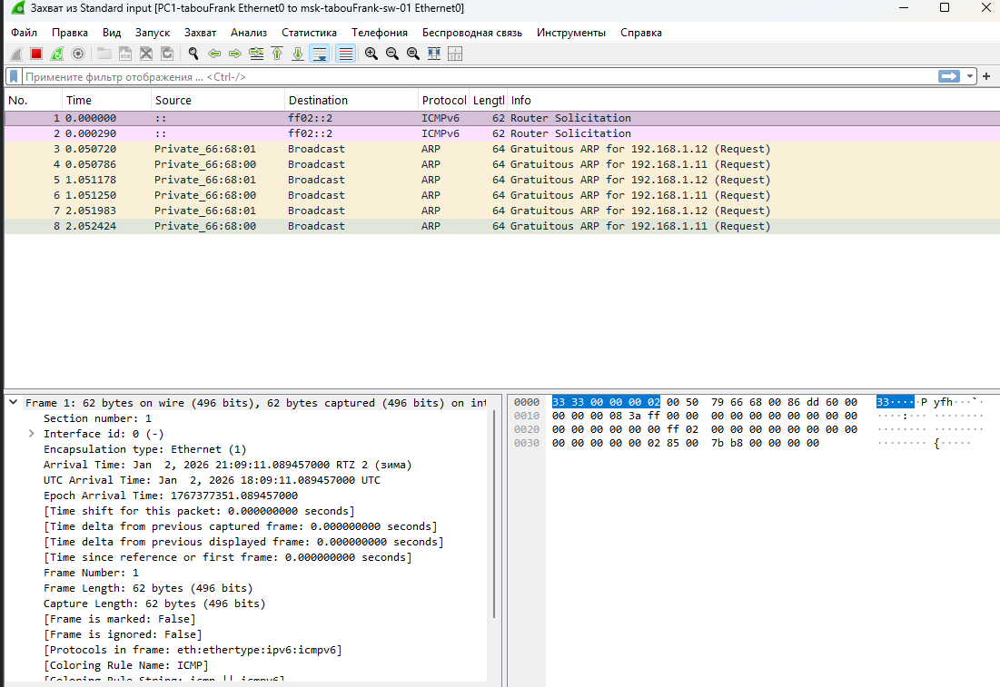 Захват из Standard input [PC1-tabouFrank Ethernet0 to msk-tabouFrank-sw-01 Ethernet0]
Файл Правка Вид Запуск Захват Анализ Статистика Телефония Беспроводная связь Инструменты Справка
Примените фильтр отображения ... <Ctrl-/>
No. Time Source Destination Protocol Lengtl Info
1 0.000000 :: ff02::2 ICMPv6 62 Router Solicitation
2 0.000290 :: ff02::2 ICMPv6 62 Router Solicitation
3 0.050720 Private_66:68:01 Broadcast ARP 64 Gratuitous ARP for 192.168.1.12 (Request)
4 0.050786 Private_66:68:00 Broadcast ARP 64 Gratuitous ARP for 192.168.1.11 (Request)
5 1.051178 Private_66:68:01 Broadcast ARP 64 Gratuitous ARP for 192.168.1.12 (Request)
6 1.051250 Private_66:68:00 Broadcast ARP 64 Gratuitous ARP for 192.168.1.11 (Request)
7 2.051983 Private_66:68:01 Broadcast ARP 64 Gratuitous ARP for 192.168.1.12 (Request)
8 2.052424 Private_66:68:00 Broadcast ARP 64 Gratuitous ARP for 192.168.1.11 (Request)
Frame 1: 62 bytes on wire (496 bits), 62 bytes captured (496 bits) on int
Section number: 1
Interface id: 0 (-)
Encapsulation type: Ethernet (1)
Arrival Time: Jan 2, 2026 21:09:11.089457000 RTZ 2 (зима)
UTC Arrival Time: Jan 2, 2026 18:09:11.089457000 UTC
Epoch Arrival Time: 1767377351.089457000
[Time shift for this packet: 0.000000000 seconds]
[Time delta from previous captured frame: 0.000000000 seconds]
[Time delta from previous displayed frame: 0.000000000 seconds]
[Time since reference or first frame: 0.000000000 seconds]
Frame Number: 1
Frame Length: 62 bytes (496 bits)
Capture Length: 62 bytes (496 bits)
[Frame is marked: False]
[Frame is ignored: False]
[Protocols in frame: eth:ethertype:ipv6:icmpv6]
[Coloring Rule Name: ICMP]
[Coloring Rule String: icmp || icmpv6]
0000 33 33 00 00 00 02 00 50 79 66 68 00 86 dd 60 00 33····P yfh···`·
0010 00 00 00 08 3a ff 00 00 00 00 00 00 00 00 00 00 ····:··· ········
0020 00 00 00 00 00 00 ff 02 00 00 00 00 00 00 00 00 ········ ········
0030 00 00 00 00 00 02 85 00 7b b8 00 00 00 00 ········ {·····